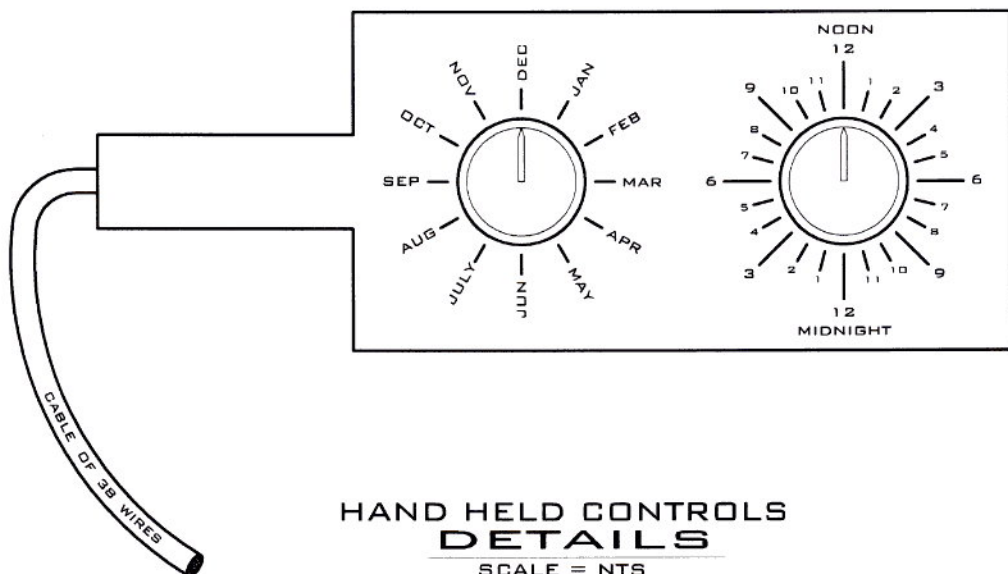 DEC
JAN
FEB
MAR
APR
MAY
JUN
JULY
AUG
SEP
OCT
NOV
NOON
12
1
2
3
4
5
6
7
8
9
10
11
12
MIDNIGHT
1
2
3
4
5
6
7
8
9
10
11
CABLE OF 38 WIRES
HAND HELD CONTROLS
DETAILS
SCALE = NTS